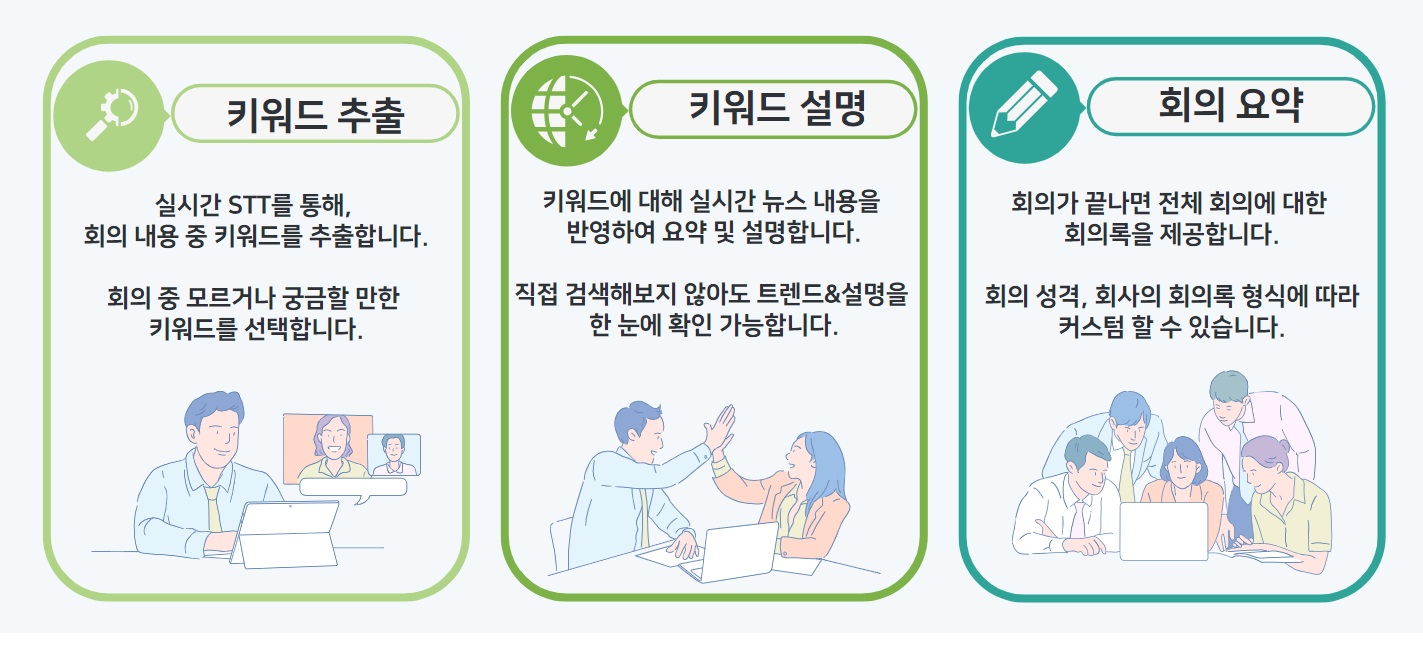 키워드 추출
실시간 STT를 통해,
회의 내용 중 키워드를 추출합니다.
회의 중 모르거나 궁금할 만한
키워드를 선택합니다.
키워드 설명
키워드에 대해 실시간 뉴스 내용을
반영하여 요약 및 설명합니다.
직접 검색해보지 않아도 트렌드&설명을
한 눈에 확인 가능합니다.
회의 요약
회의가 끝나면 전체 회의에 대한
회의록을 제공합니다.
회의 성격, 회사의 회의록 형식에 따라
커스텀 할 수 있습니다.